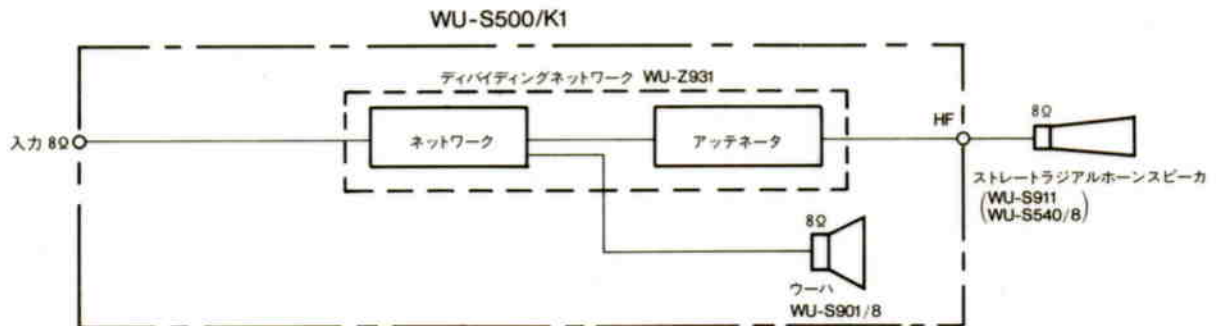 WU-S500/K1
ディバイディングネットワーク WU-Z931
入力 8Ω
ネットワーク
アッテネータ
HF
8Ω
ストレートラジアルホーンスピーカ
(WU-S911
WU-S540/8)
8Ω
ウーハ
WU-S901/8